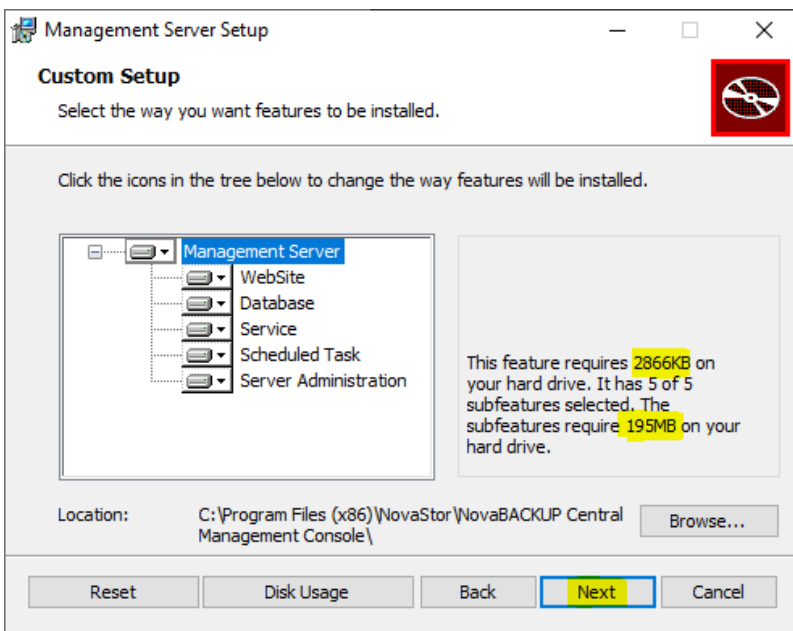 Management Server Setup
Custom Setup
Select the way you want features to be installed.
Click the icons in the tree below to change the way features will be installed.
Management Server
WebSite
Database
Service
Scheduled Task
Server Administration
This feature requires 2866KB on
your hard drive. It has 5 of 5
subfeatures selected. The
subfeatures require 195MB on your
hard drive.
Location: C:\Program Files (x86)\NovaStor\NovaBACKUP Central
Management Console\
Browse...
Reset Disk Usage Back Next Cancel